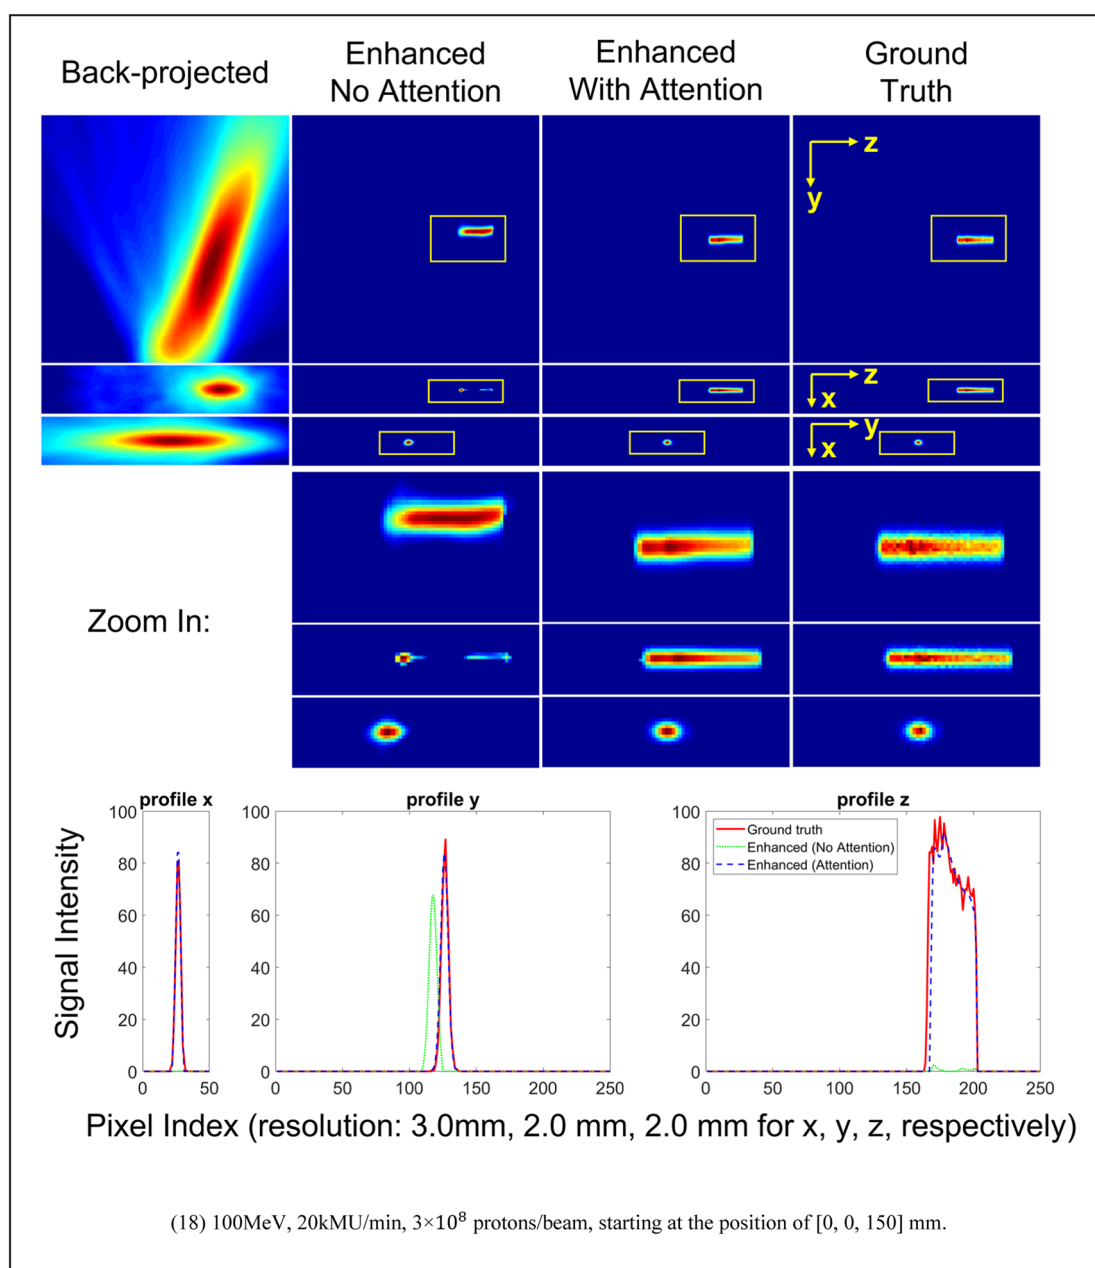 Back-projected
Enhanced
No Attention
Enhanced
With Attention
Ground
Truth
z
y
z
x
y
x
Zoom In:
profile x
profile y
profile z
Signal Intensity
100
80
60
40
20
0
0
50
100
80
60
40
20
0
0
50
100
150
200
250
100
80
60
40
20
0
0
50
100
150
200
250
Ground truth
Enhanced (No Attention)
Enhanced (Attention)
Pixel Index (resolution: 3.0mm, 2.0 mm, 2.0 mm for x, y, z, respectively)
(18) 100MeV, 20kMU/min, 3×10⁸ protons/beam, starting at the position of [0, 0, 150] mm.